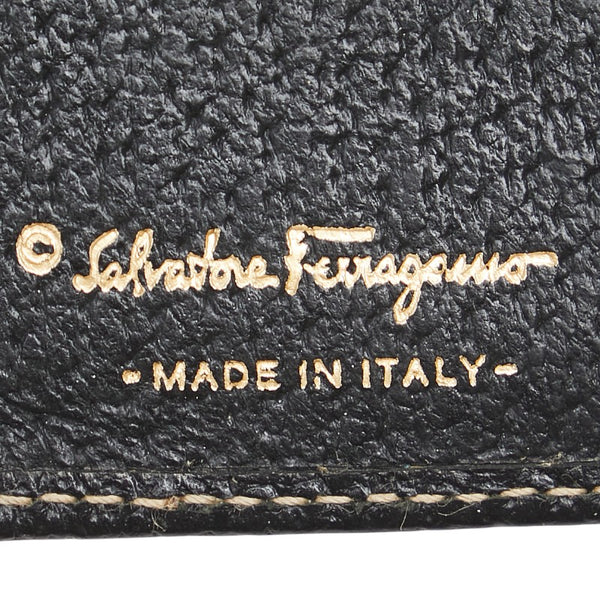 © Salvatore Ferragamo
-MADE IN ITALY-